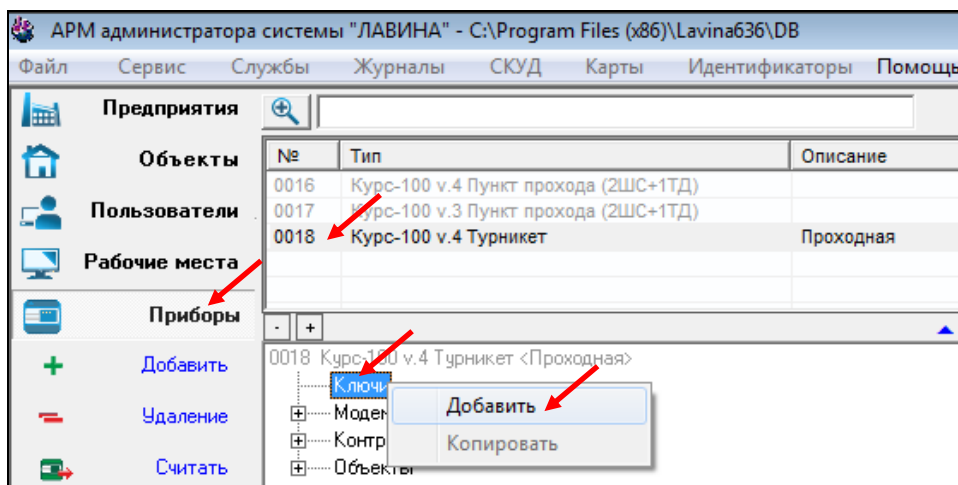 АРМ администратора системы "ЛАВИНА" - C:\Program Files (x86)\Lavina636\DB
Файл Сервис Службы Журналы СКУД Карты Идентификаторы Помощь
Предприятия
Объекты
Пользователи
Рабочие места
Приборы
Добавить
Удаление
Считать
№ Тип Описание
0016 Курс-100 v.4 Пункт прохода (2ШС+1ТД)
0017 Курс-100 v.3 Пункт прохода (2ШС+1ТД)
0018 Курс-100 v.4 Турникет Проходная
- +
0018 Курс-100 v.4 Турникет <Проходная>
Ключи
Модем
Контр
Объекты
Добавить
Копировать